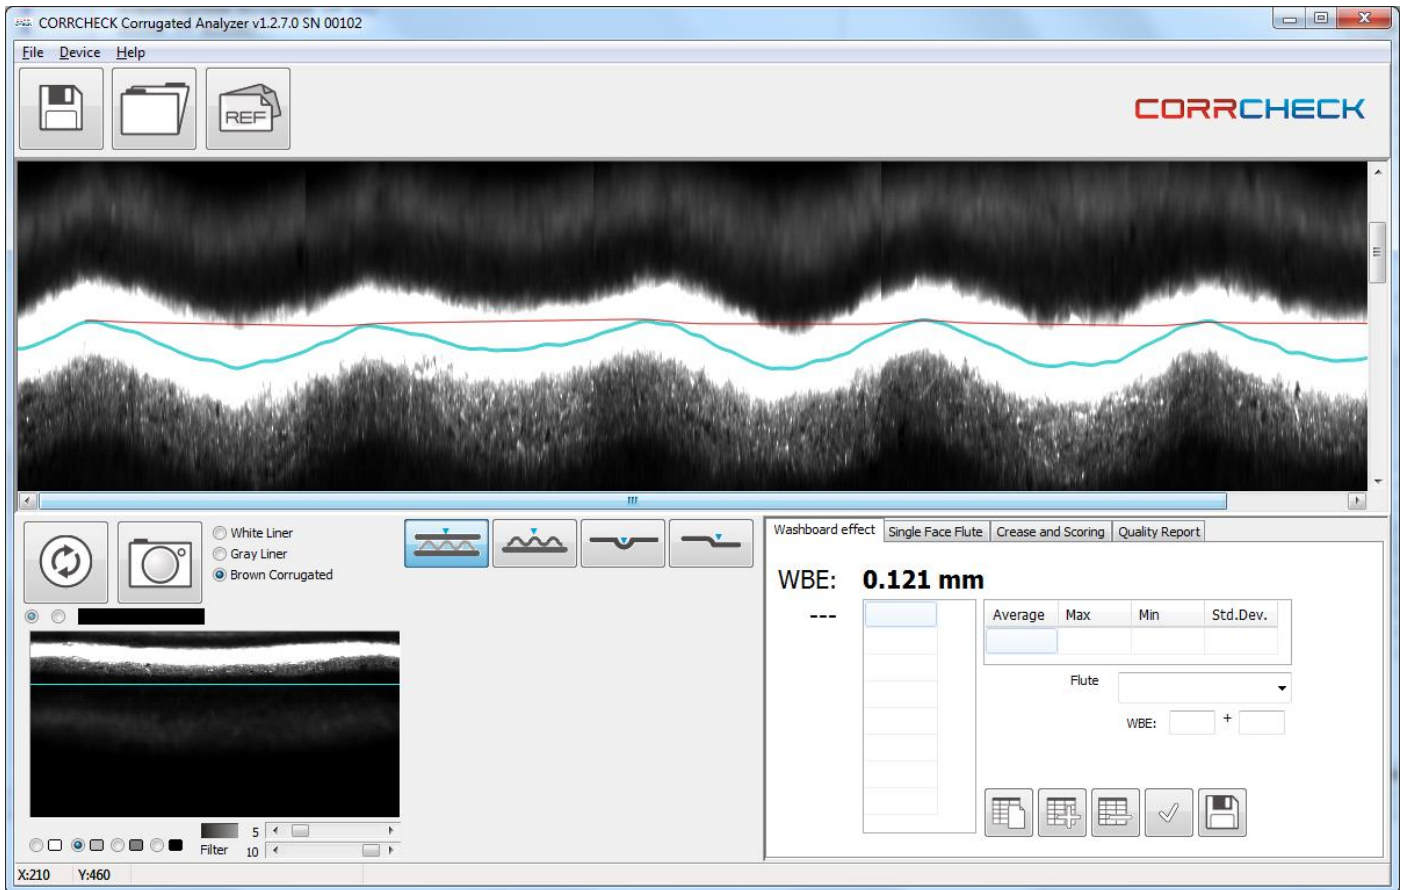 CORRCHECK Corrugated Analyzer v1.2.7.0 SN 00102
File Device Help
REF
CORRCHECK
White Liner
Gray Liner
Brown Corrugated
Washboard effect Single Face Flute Crease and Scoring Quality Report
WBE: 0.121 mm
---
Average Max Min Std.Dev.
Flute
WBE: +
5
Filter 10
X:210 Y:460